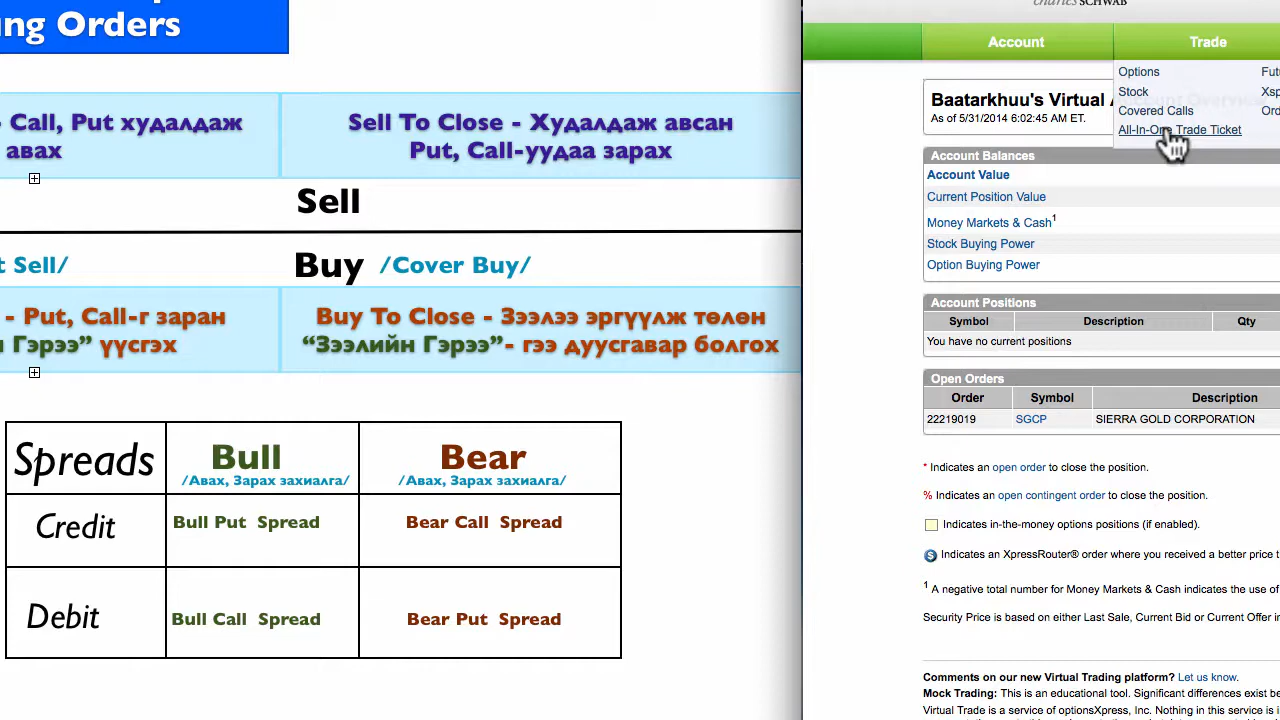 ng Orders
- Call, Put худалдаж
авах
Sell To Close - Худалдаж авсан
Put, Call-уудаа зарах
Sell
t Sell/
Buy /Cover Buy/
- Put, Call-г заран
н Гэрээ” үүсгэх
Buy To Close - Зээлээ эргүүлж төлөн
“Зээлийн Гэрээ”- гээ дуусгавар болгох
Spreads
Bull
/Авах, Зарах захиалга/
Bear
/Авах, Зарах захиалга/
Credit
Bull Put Spread
Bear Call Spread
Debit
Bull Call Spread
Bear Put Spread
charles SCHWAB
Account
Trade
Options
Stock
Covered Calls
All-In-One Trade Ticket
Futu
Xsp
Ord
Baatarkhuu's Virtual
As of 5/31/2014 6:02:45 AM ET.
Account Balances
Account Value
Current Position Value
Money Markets & Cash1
Stock Buying Power
Option Buying Power
Account Positions
Symbol Description Qty
You have no current positions
Open Orders
Order Symbol Description
22219019 SGCP SIERRA GOLD CORPORATION
* Indicates an open order to close the position.
% Indicates an open contingent order to close the position.
Indicates in-the-money options positions (if enabled).
Indicates an XpressRouter® order where you received a better price t
1 A negative total number for Money Markets & Cash indicates the use of
Security Price is based on either Last Sale, Current Bid or Current Offer in
Comments on our new Virtual Trading platform? Let us know.
Mock Trading: This is an educational tool. Significant differences exist be
Virtual Trade is a service of optionsXpress, Inc. Nothing in this service is i